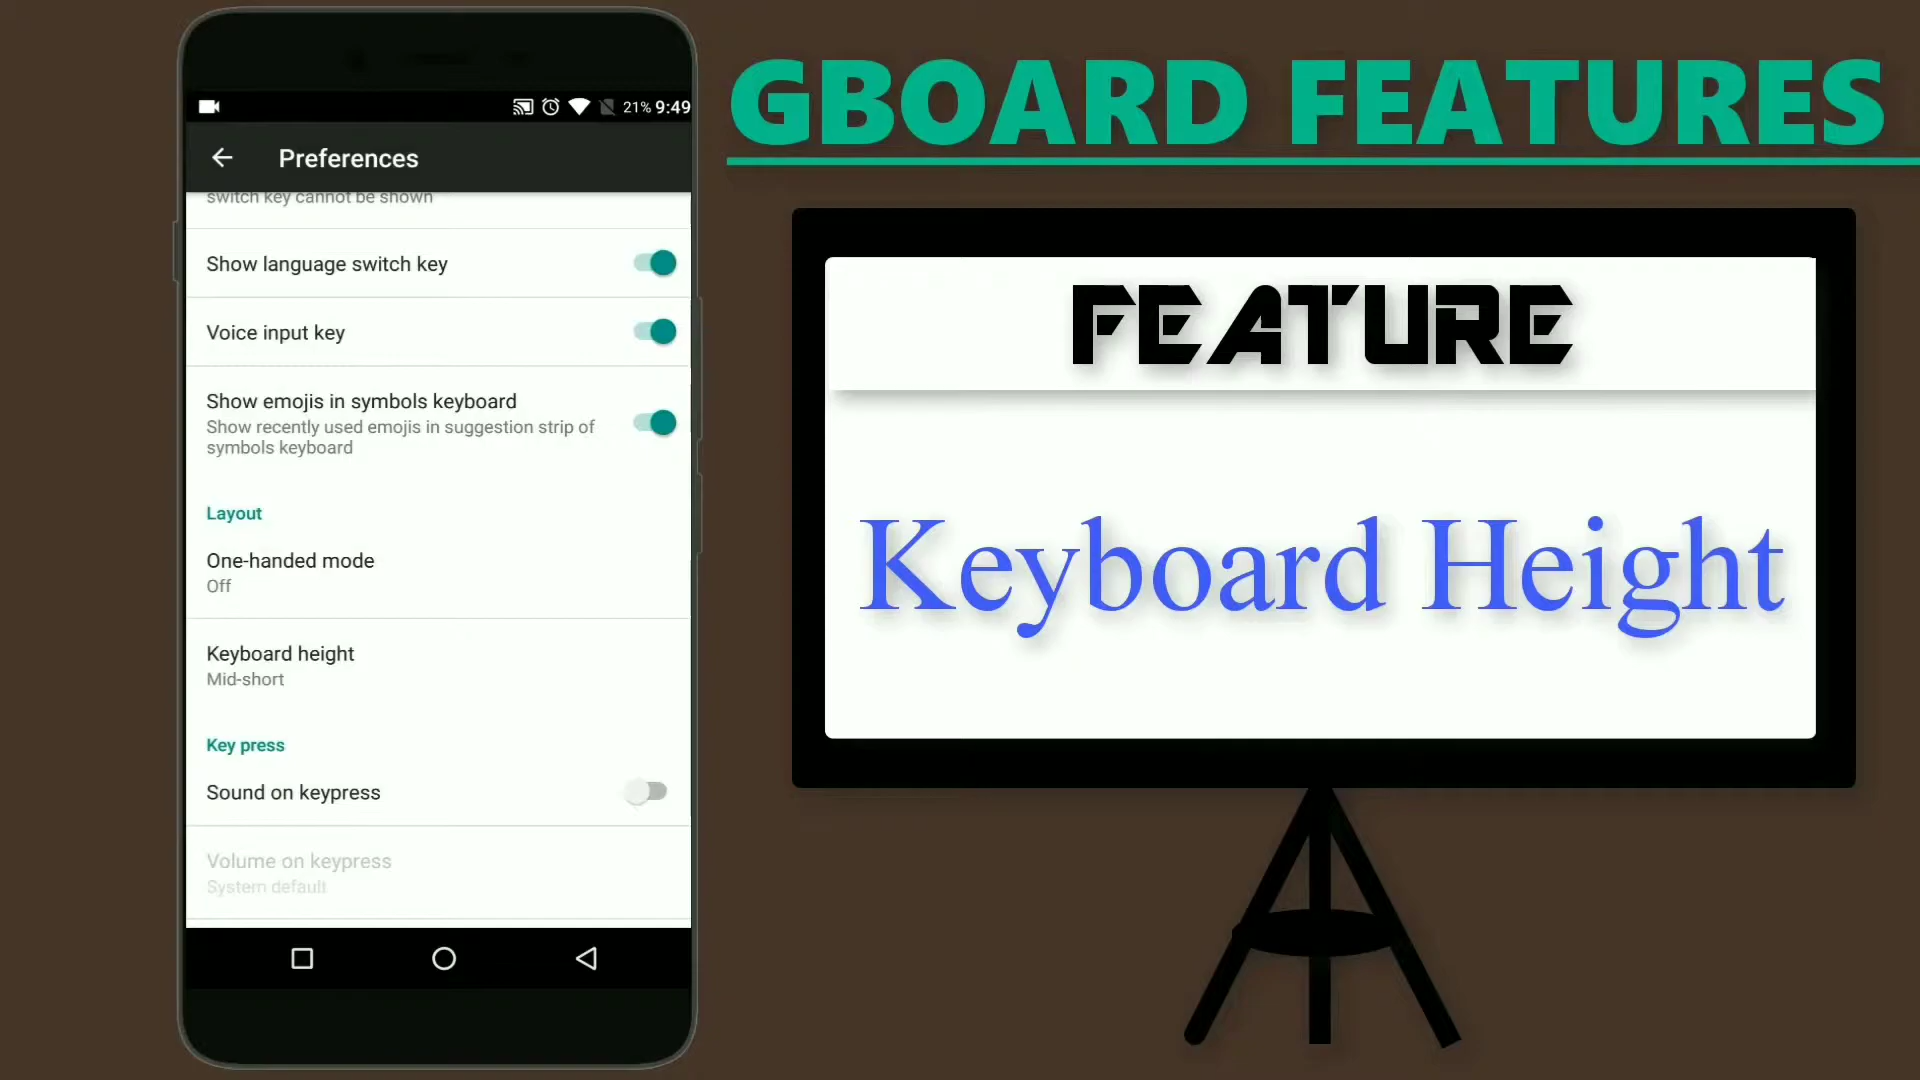 21% 9:49
Preferences
switch key cannot be shown
Show language switch key
Voice input key
Show emojis in symbols keyboard
Show recently used emojis in suggestion strip of
symbols keyboard
Layout
One-handed mode
Off
Keyboard height
Mid-short
Key press
Sound on keypress
Volume on keypress
System default
GBOARD FEATURES
FEATURE
Keyboard Height